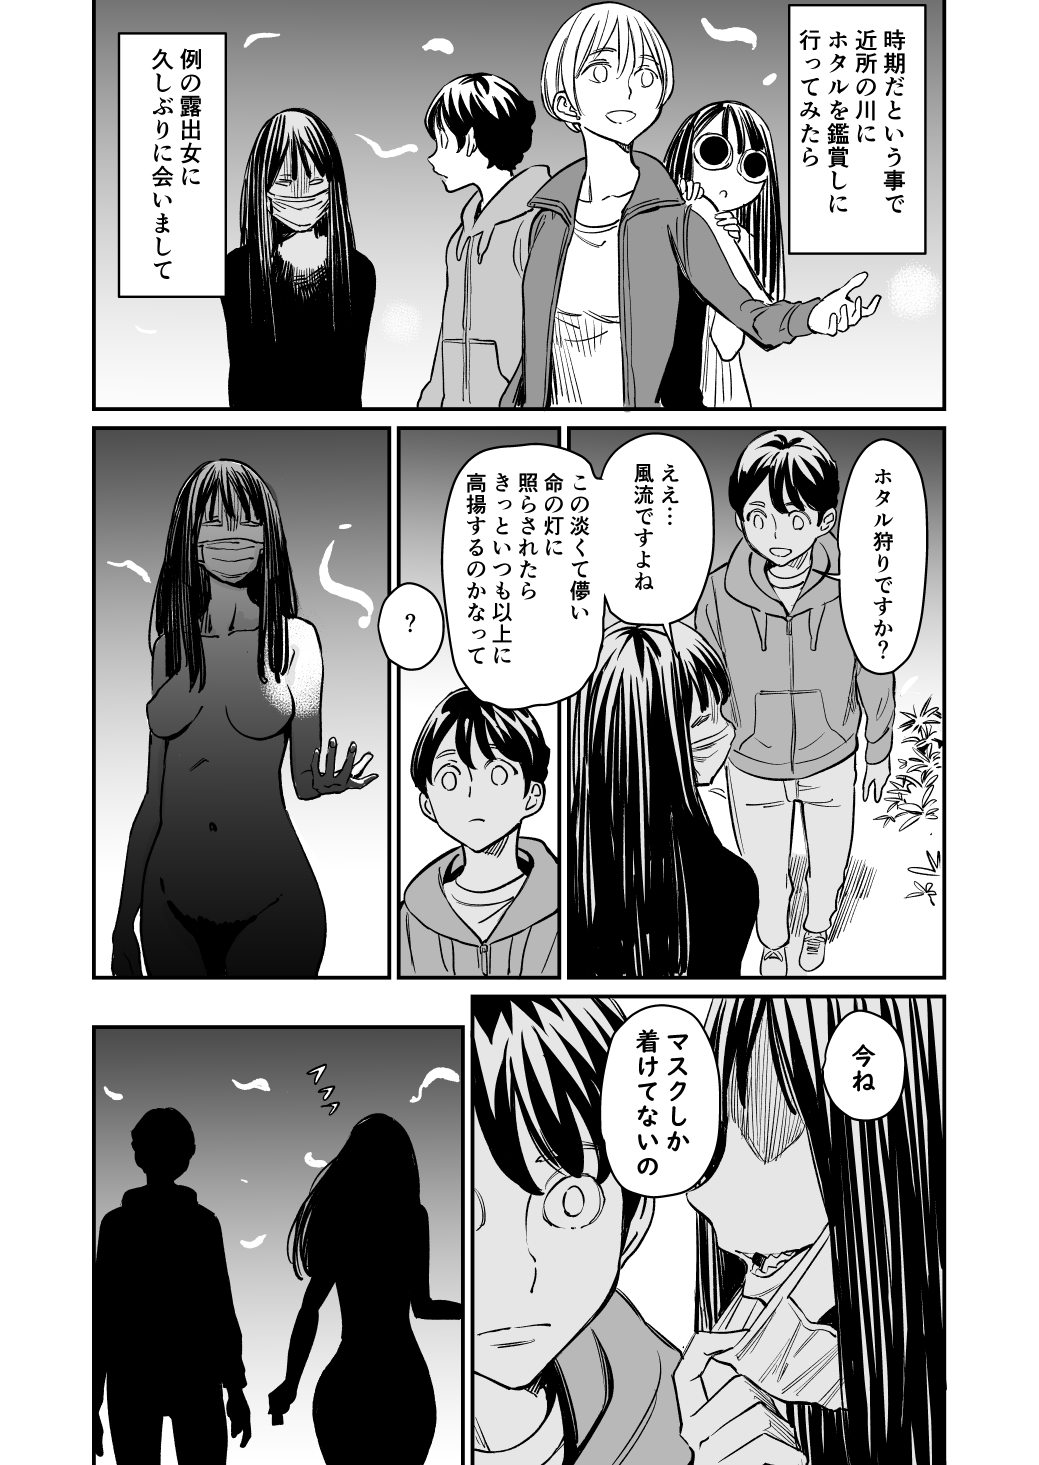 時期だという事で
近所の川に
ホタルを鑑賞しに
行ってみたら
例の露出女に
久しぶりに会いまして
ホタル狩りですか？
ええ…
風流ですよね
この淡くて儚い
命の灯に
照らされたら
きっといつも以上に
高揚するのかなって
？
今ね
マスクしか
着けてないの